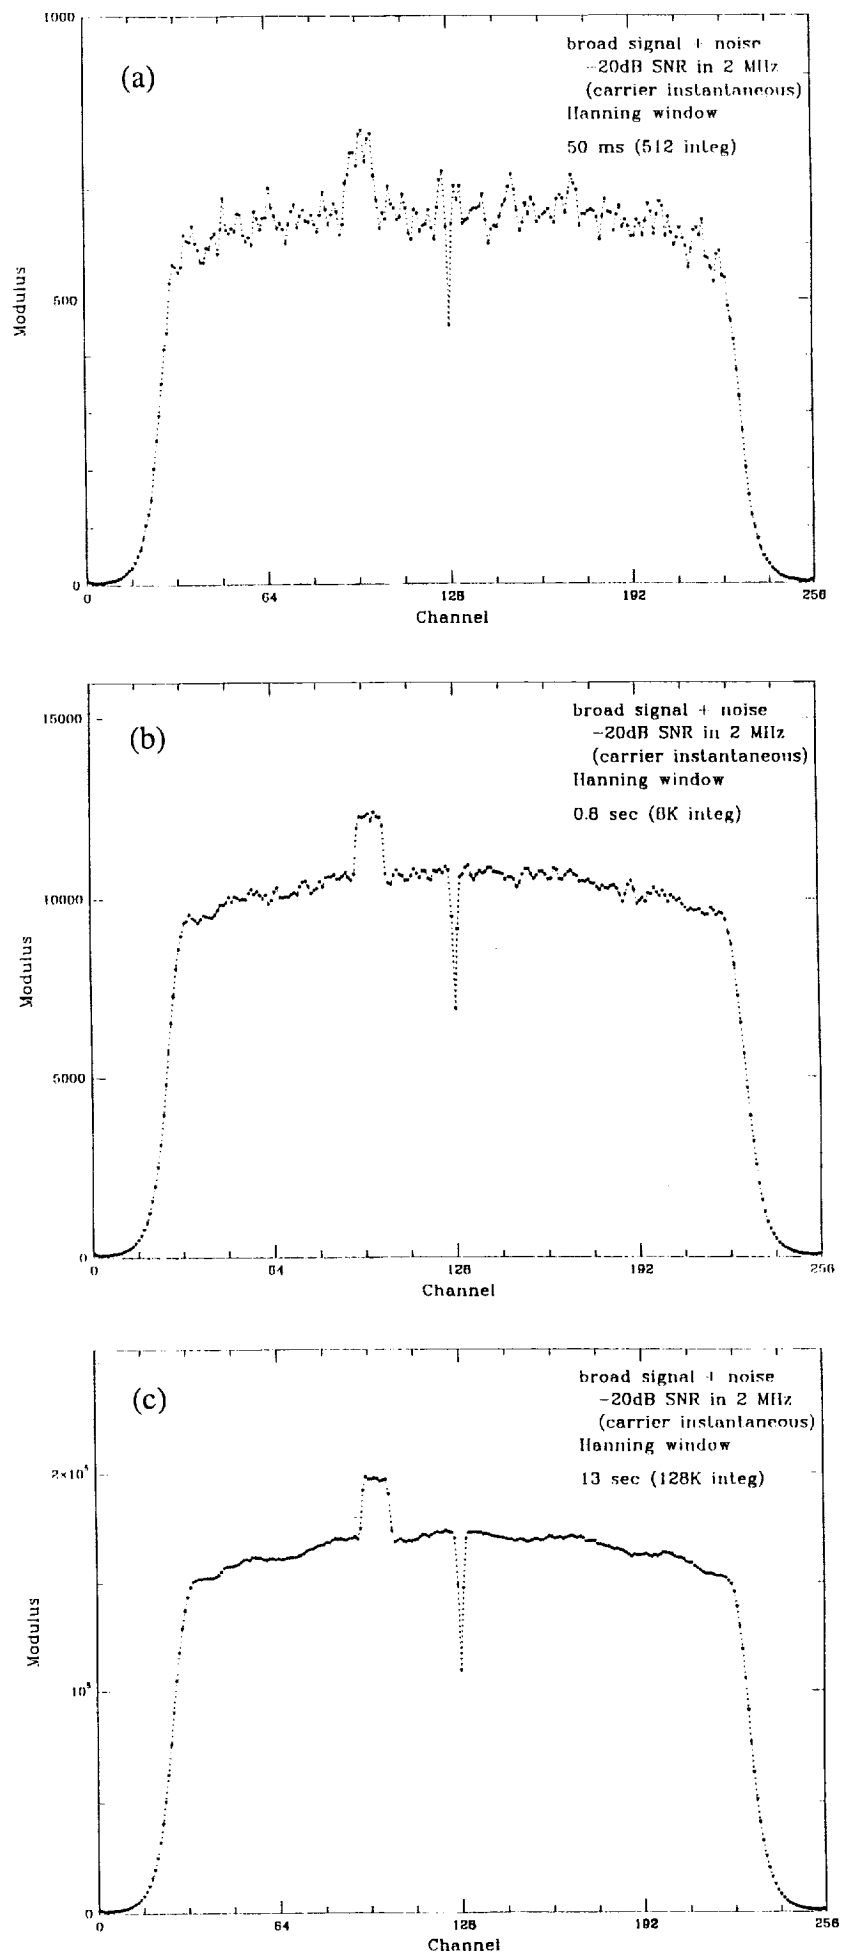 1000
(a)
broad signal + noise
-20dB SNR in 2 MHz
(carrier instantaneous)
Hanning window
50 ms (512 integ)
Modulus
500
0
0 64 128 192 256
Channel
15000
(b)
broad signal + noise
-20dB SNR in 2 MHz
(carrier instantaneous)
Hanning window
0.8 sec (8K integ)
10000
Modulus
5000
0
0 64 128 192 256
Channel
(c)
broad signal + noise
-20dB SNR in 2 MHz
(carrier instantaneous)
Hanning window
13 sec (128K integ)
2×10⁵
Modulus
10⁵
0
0 64 128 192 256
Channel